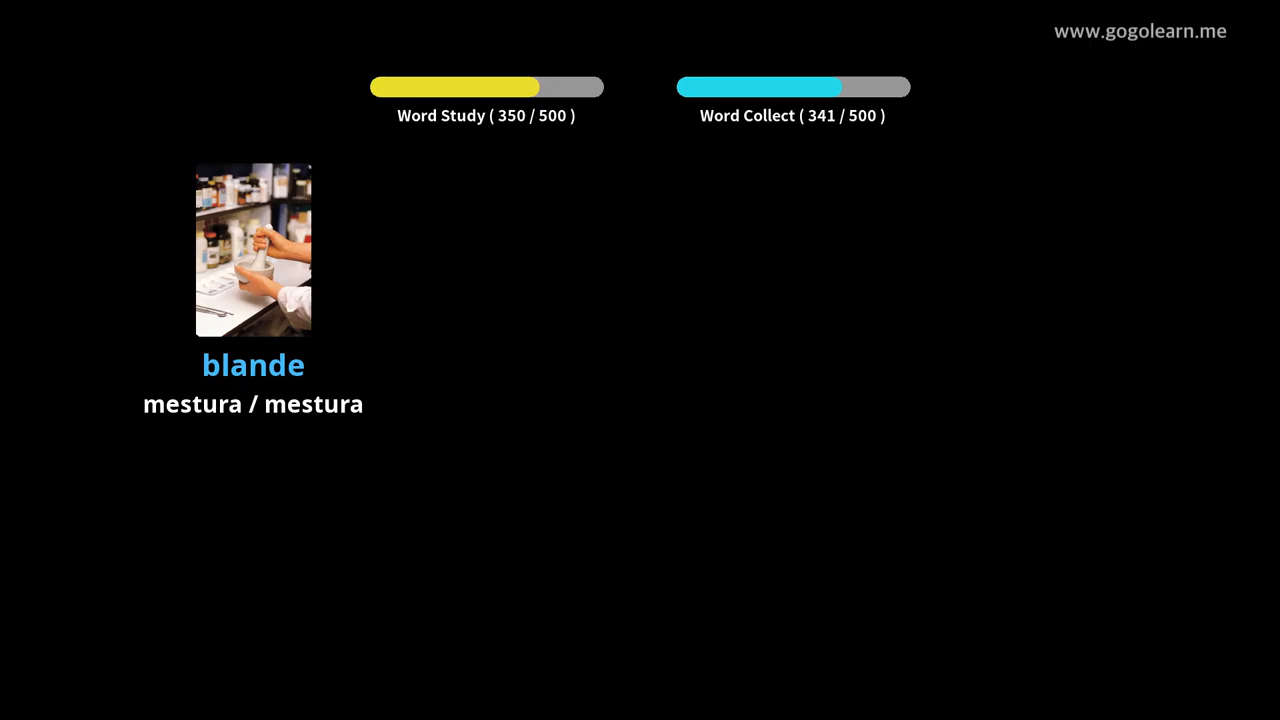 www.gogolearn.me
Word Study ( 350 / 500 )
Word Collect ( 341 / 500 )
blande
mestura / mestura